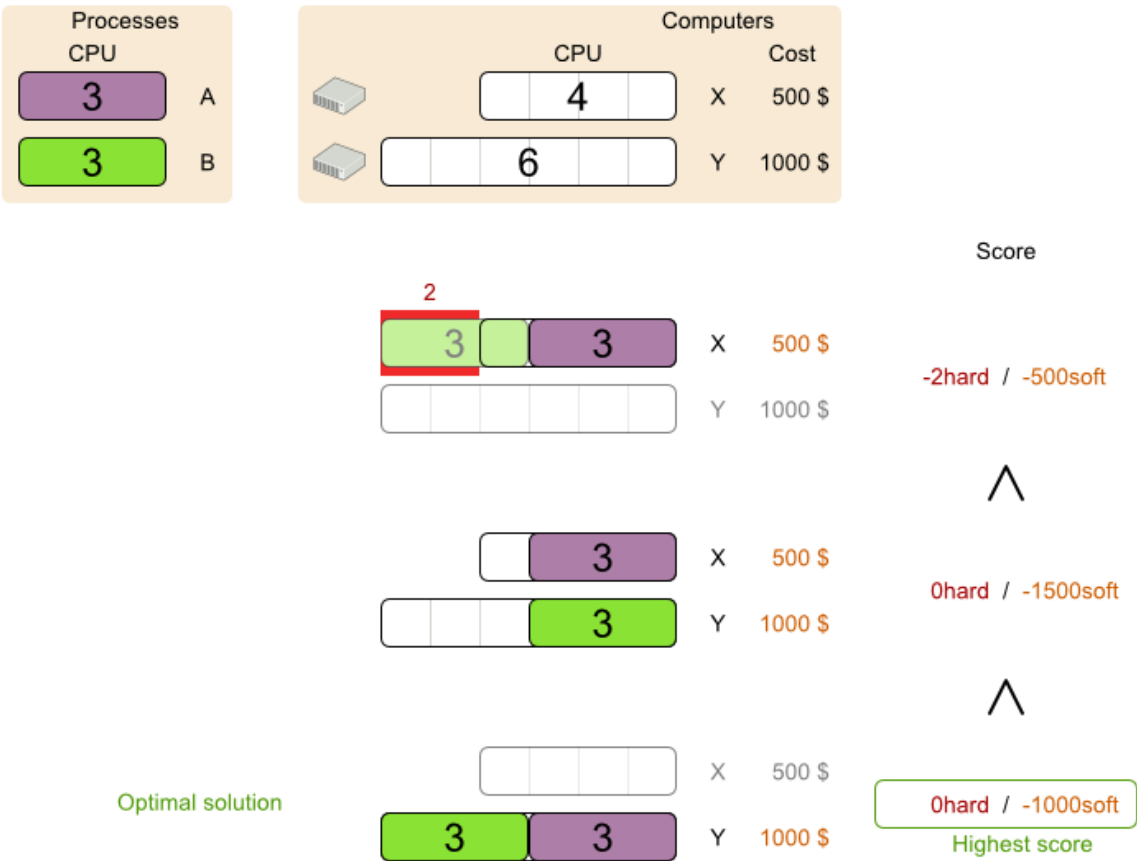 Processes
CPU
3 A
3 B
Computers
CPU Cost
4 X 500 $
6 Y 1000 $
Score
2
3 3 X 500 $
-2hard / -500soft
Y 1000 $
<
3 X 500 $
0hard / -1500soft
3 Y 1000 $
<
X 500 $
Optimal solution
0hard / -1000soft
3 3 Y 1000 $
Highest score